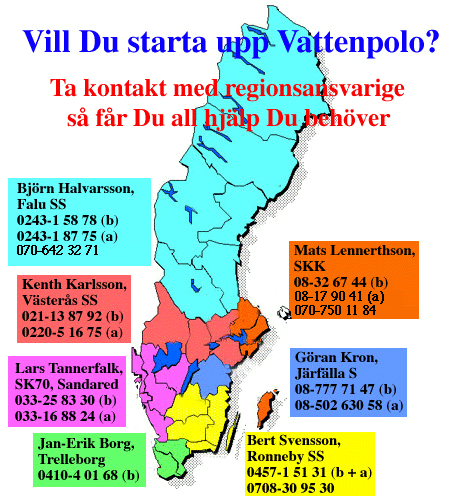 Vill Du starta upp Vattenpolo?
Ta kontakt med regionsansvarige
så får Du all hjälp Du behöver
Björn Halvarsson,
Falu SS
0243-1 58 78 (b)
0243-1 87 75 (a)
070-642 32 71
Mats Lennerthson,
SKK
08-32 67 44 (b)
08-17 90 41 (a)
070-750 11 84
Kenth Karlsson,
Västerås SS
021-13 87 92 (b)
0220-5 16 75 (a)
Lars Tannerfalk,
SK70, Sandared
033-25 83 30 (b)
033-16 88 24 (a)
Göran Kron,
Järfälla S
08-777 71 47 (b)
08-502 630 58 (a)
Jan-Erik Borg,
Trelleborg
0410-4 01 68 (b)
Bert Svensson,
Ronneby SS
0457-1 51 31 (b + a)
0708-30 95 30